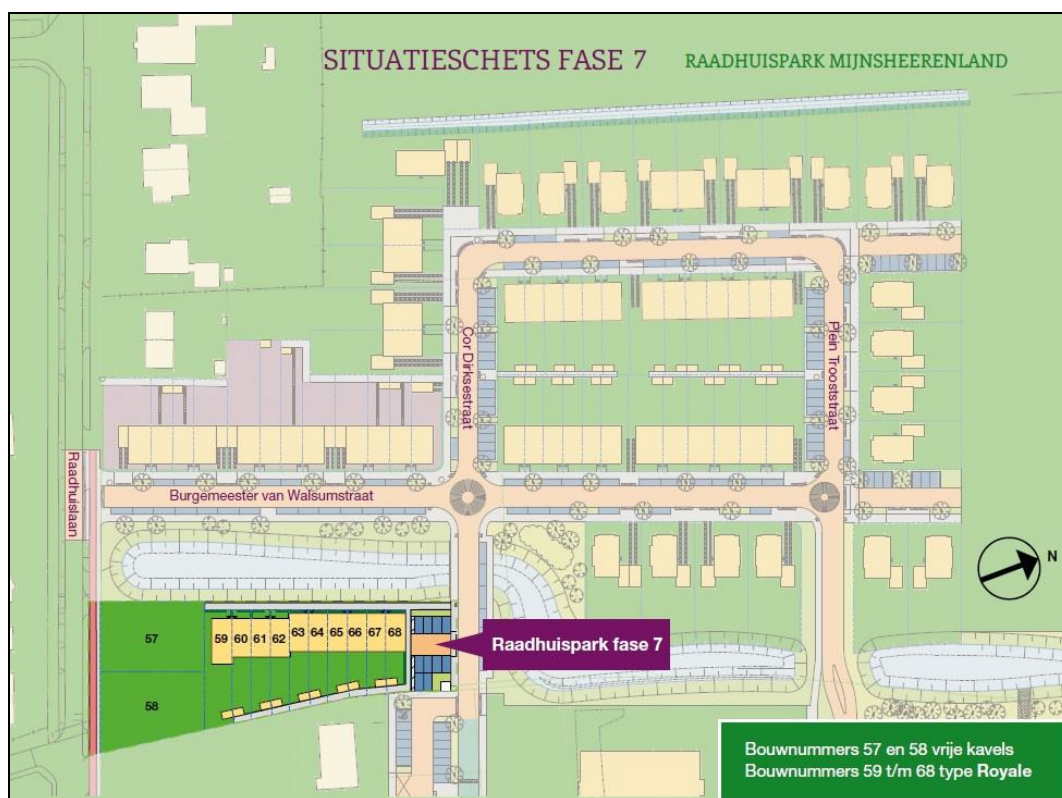 SITUATIESCHETS FASE 7
RAADHUISPARK MIJNSHEERENLAND
Cor Dirksestraat
Plein Trooststraat
Raadhuislaan
Burgemeester van Walsumstraat
N
57
59 60 61 62 63 64 65 66 67 68
Raadhuispark fase 7
58
Bouwnummers 57 en 58 vrije kavels
Bouwnummers 59 t/m 68 type Royale